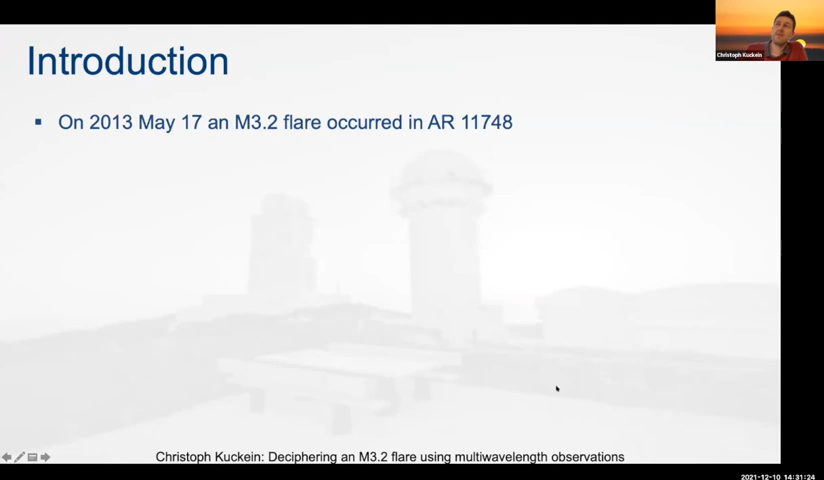 Introduction
Christoph Kuckein
▪ On 2013 May 17 an M3.2 flare occurred in AR 11748
Christoph Kuckein: Deciphering an M3.2 flare using multiwavelength observations
2021-12-10 14:31:24